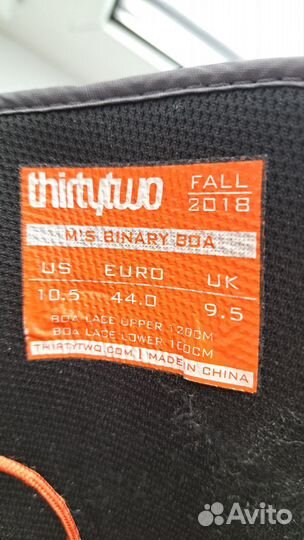 thirtytwo
FALL
2018
M'S BINARY BOA
US EURO UK
10.5 44.0 9.5
BOA LACE UPPER 120CM
BOA LACE LOWER 100CM
THIRTYTWO.COM | MADE IN CHINA
Avito